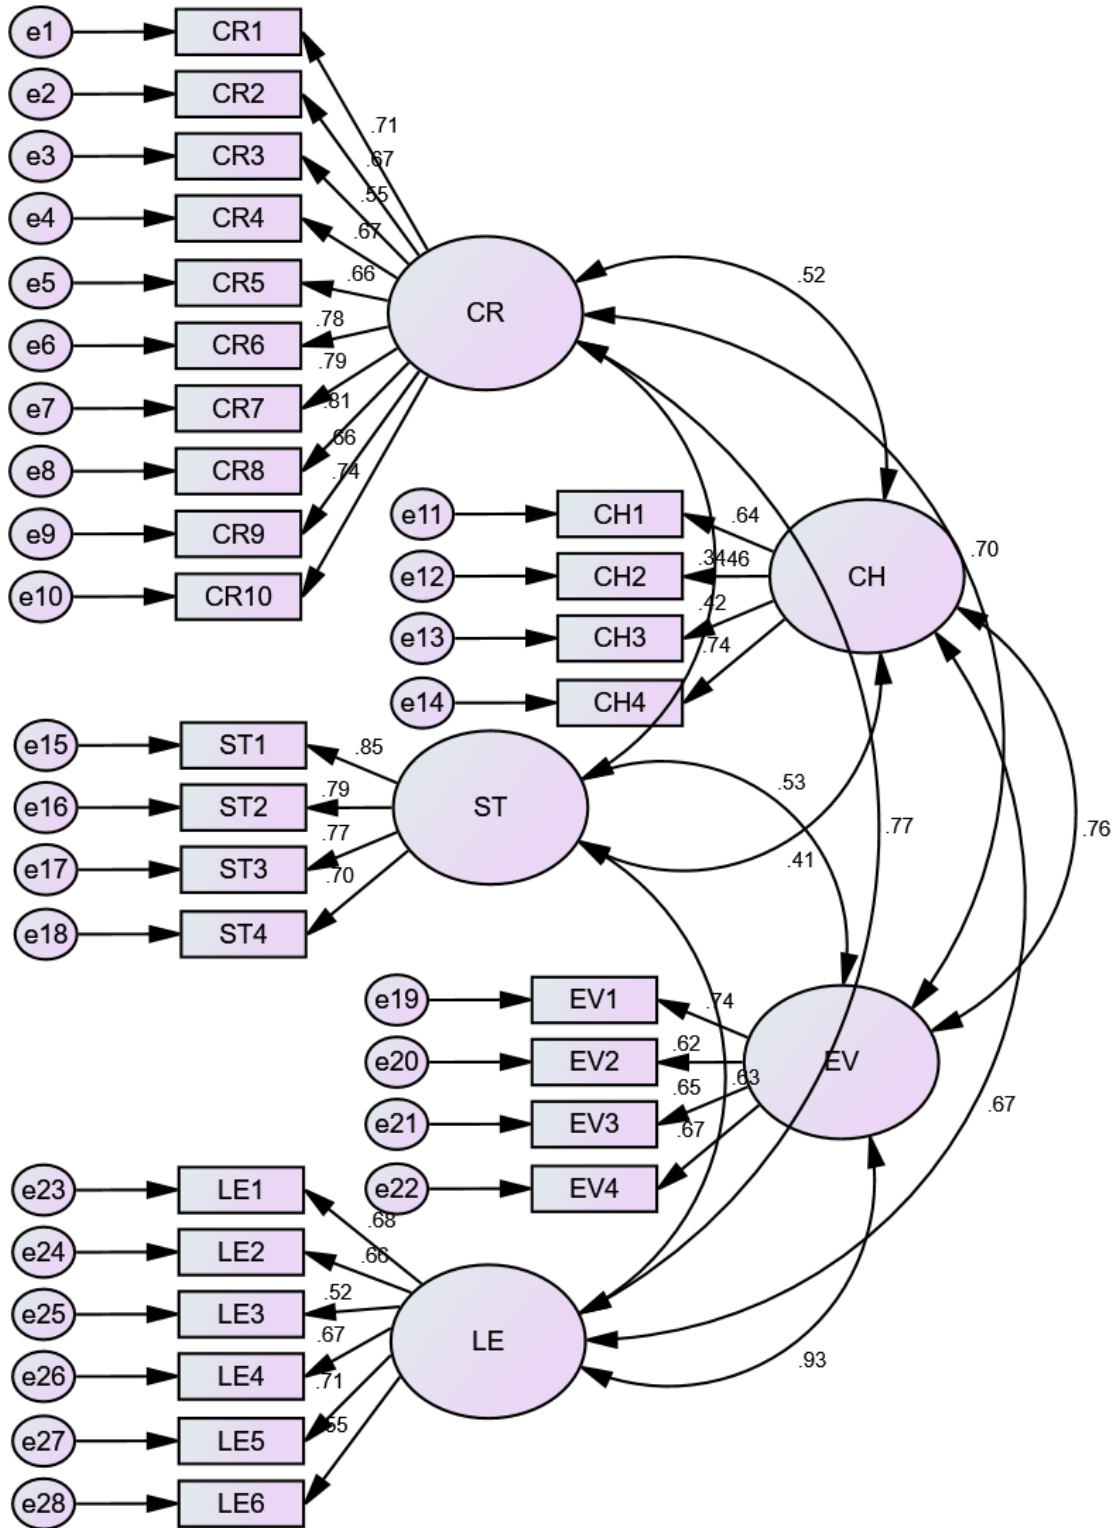 e1 CR1
e2 CR2
.71
e3 CR3
.67
.55
e4 CR4
.67
e5 CR5
.66
.52
CR
e6 CR6
.78
.79
e7 CR7
.81
.66
e8 CR8
.74
e9 CR9
e10 CR10
e11 CH1
.64
.70
e12 CH2
.34
.46
CH
.42
e13 CH3
.74
e14 CH4
e15 ST1
.85
.53
e16 ST2
.79
ST
.77
.77
.76
.41
e17 ST3
.70
e18 ST4
e19 EV1
.74
e20 EV2
.62
EV
.63
.65
e21 EV3
.67
.67
e22 EV4
e23 LE1
.68
e24 LE2
.66
e25 LE3
.52
.67
LE
.93
e26 LE4
.71
e27 LE5
.55
e28 LE6